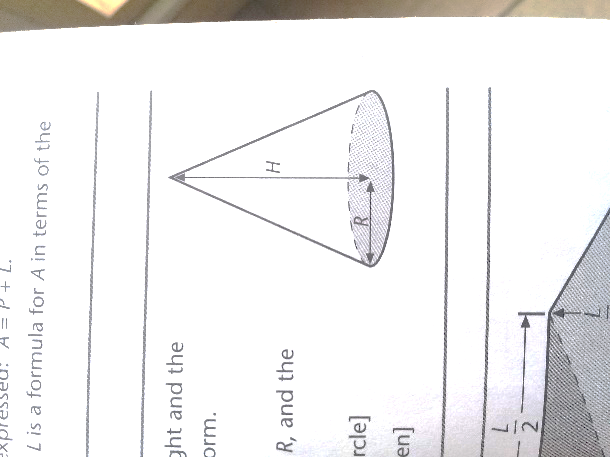 expressed: A = P + L.
L is a formula for A in terms of the
ght and the
orm.
R, and the
rcle]
en]
H
R
L
2
L